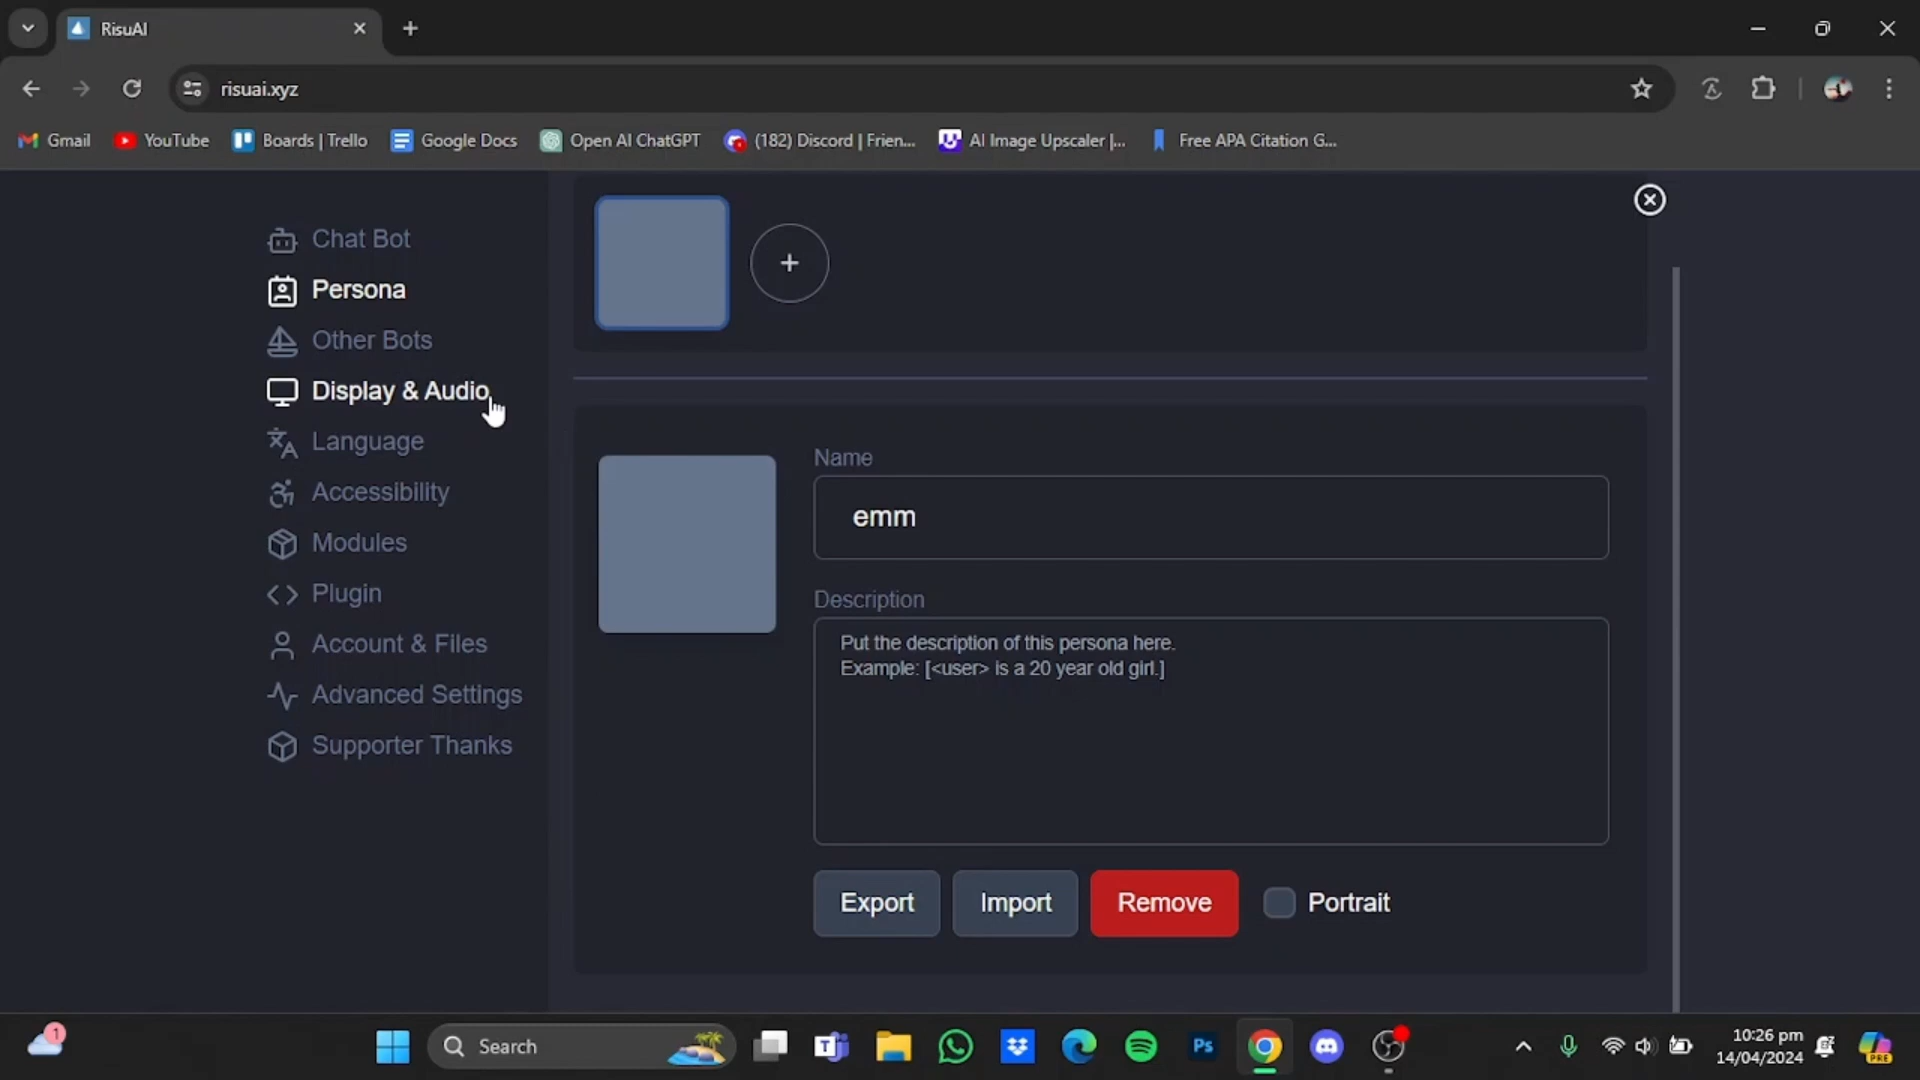 RisuAI
risuai.xyz
Gmail YouTube Boards | Trello Google Docs Open AI ChatGPT (182) Discord | Frien... AI Image Upscaler |... Free APA Citation G...
Chat Bot
Persona
Other Bots
Display & Audio
Language
Accessibility
Modules
Plugin
Account & Files
Advanced Settings
Supporter Thanks
+
Name
emm
Description
Put the description of this persona here.
Example: [<user> is a 20 year old girl.]
Export Import Remove Portrait
1
Search
Ps
10:26 pm
14/04/2024
PRE